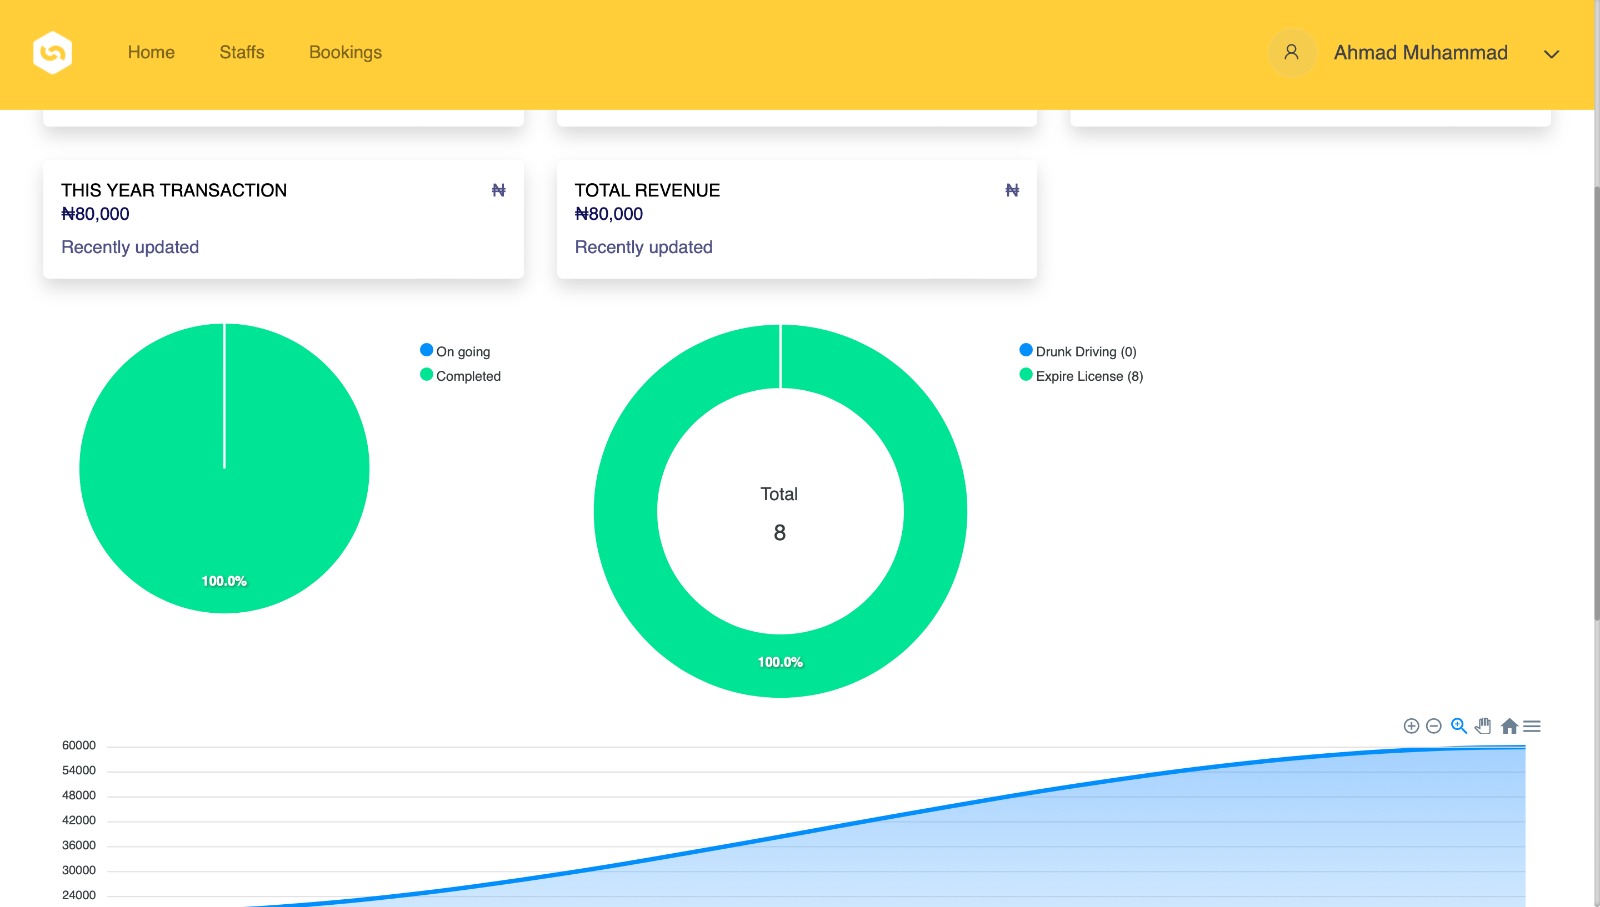 Home Staffs Bookings Ahmad Muhammad
THIS YEAR TRANSACTION ₦
₦80,000
Recently updated
TOTAL REVENUE ₦
₦80,000
Recently updated
On going
Completed
100.0%
Drunk Driving (0)
Expire License (8)
Total
8
100.0%
60000
54000
48000
42000
36000
30000
24000